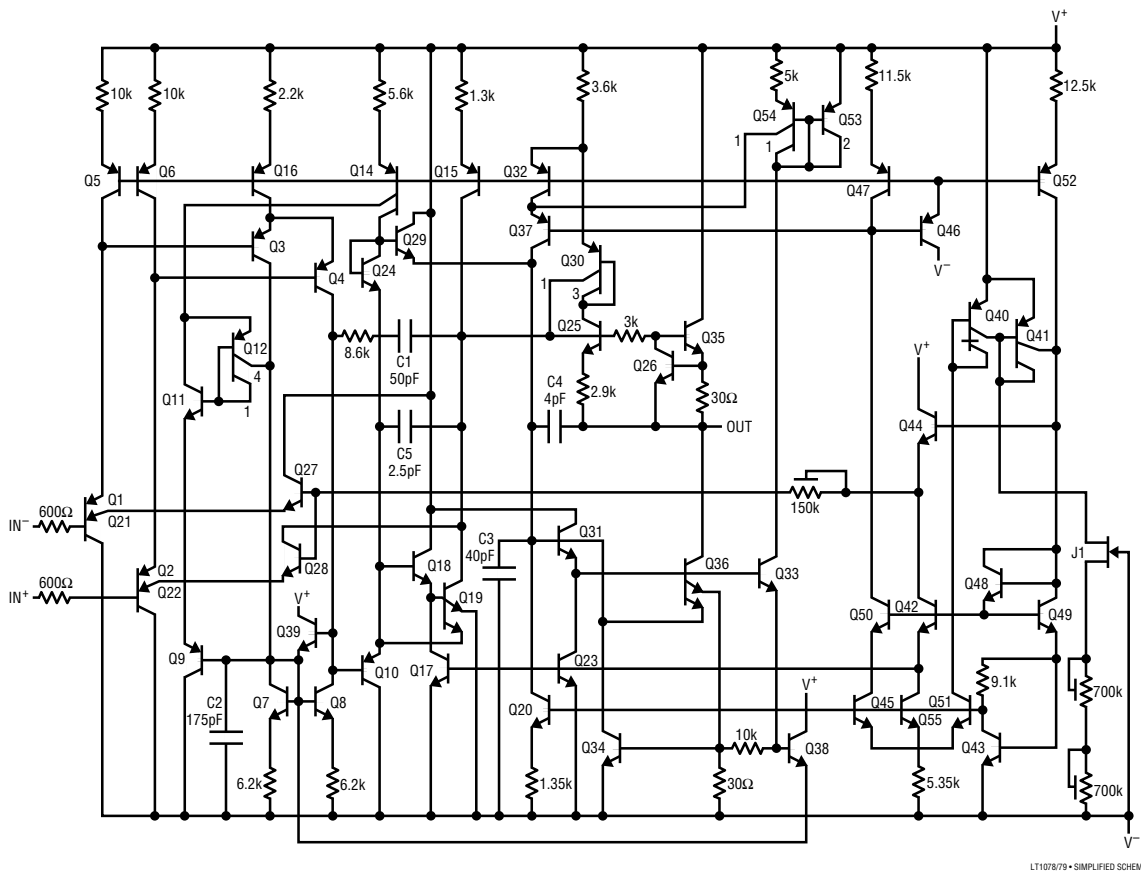 V+
10k
10k
2.2k
5.6k
1.3k
3.6k
5k
11.5k
12.5k
Q54
Q53
1
1
2
Q5
Q6
Q16
Q14
Q15
Q32
Q47
Q52
Q3
Q29
Q37
Q46
V−
Q4
Q24
Q30
1
3
Q40
Q41
Q12
4
1
Q11
8.6k
C1
50pF
Q25
3k
Q35
Q26
2.9k
30Ω
C4
4pF
OUT
V+
Q44
C5
2.5pF
Q27
150k
Q1
Q21
IN−
600Ω
Q31
J1
Q2
Q22
IN+
600Ω
Q28
Q18
Q19
C3
40pF
Q36
Q33
Q48
V+
Q39
Q50
Q42
Q49
Q9
Q10
Q17
Q23
9.1k
700k
C2
175pF
Q7
Q8
Q20
V+
Q45
Q55
Q51
Q34
10k
Q38
Q43
6.2k
6.2k
1.35k
30Ω
5.35k
700k
V−
LT1078/79 • SIMPLIFIED SCHEM